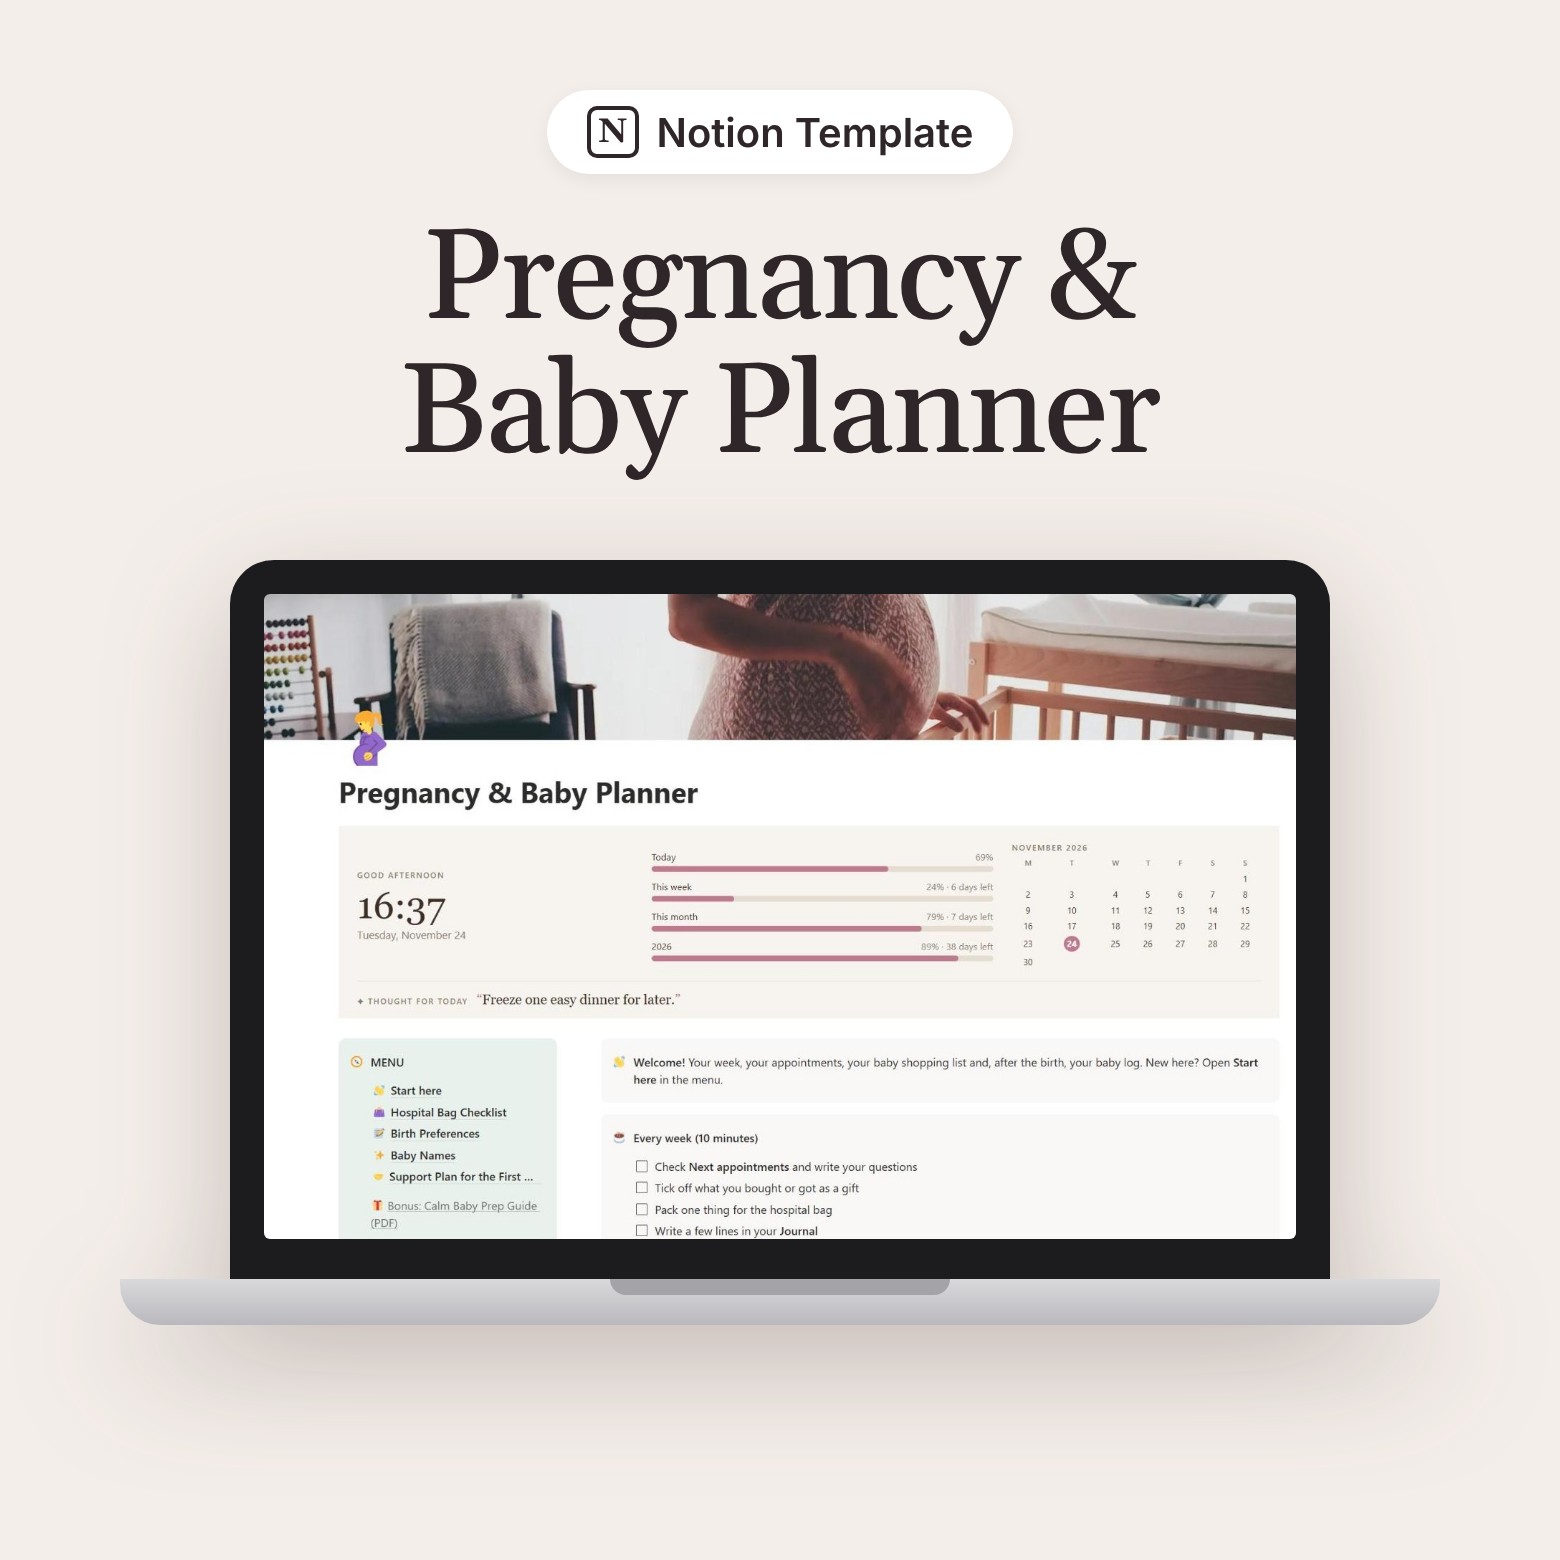 N Notion Template
Pregnancy &
Baby Planner
Pregnancy & Baby Planner
GOOD AFTERNOON
16:37
Tuesday, November 24
Today 69%
This week 24% · 6 days left
This month 79% · 7 days left
2026 89% · 38 days left
NOVEMBER 2026
M T W T F S S
1
2 3 4 5 6 7 8
9 10 11 12 13 14 15
16 17 18 19 20 21 22
23 24 25 26 27 28 29
30
✦ THOUGHT FOR TODAY “Freeze one easy dinner for later.”
MENU
Start here
Hospital Bag Checklist
Birth Preferences
Baby Names
Support Plan for the First ...
Bonus: Calm Baby Prep Guide
(PDF)
Welcome! Your week, your appointments, your baby shopping list and, after the birth, your baby log. New here? Open Start
here in the menu.
Every week (10 minutes)
Check Next appointments and write your questions
Tick off what you bought or got as a gift
Pack one thing for the hospital bag
Write a few lines in your Journal